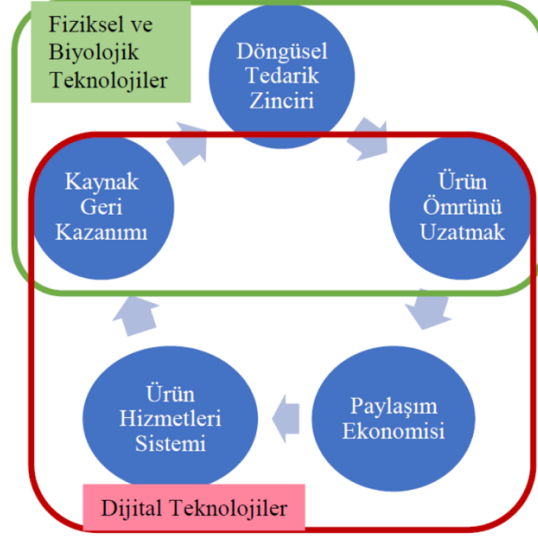 Fiziksel ve
Biyolojik
Teknolojiler
Döngüsel
Tedarik
Zinciri
Kaynak
Geri
Kazanımı
Ürün
Ömrünü
Uzatmak
Ürün
Hizmetleri
Sistemi
Paylaşım
Ekonomisi
Dijital Teknolojiler